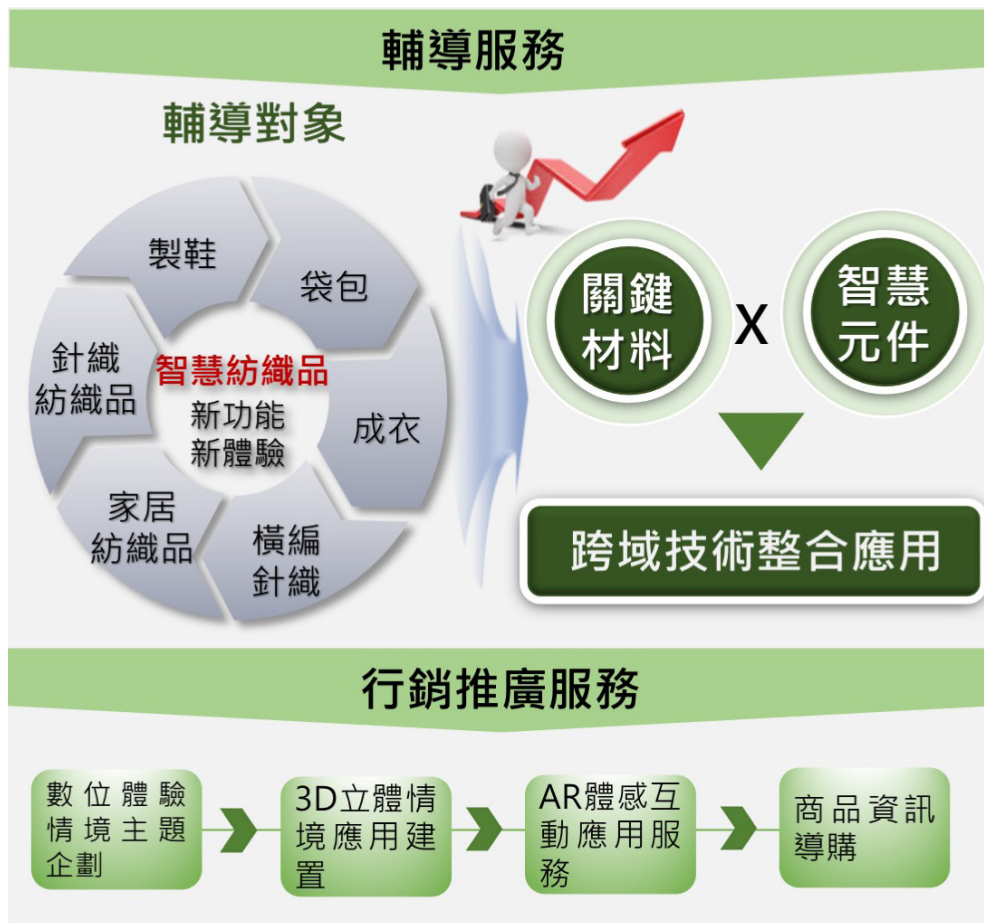 輔導服務
輔導對象
製鞋
袋包
成衣
橫編
針織
家居
紡織品
針織
紡織品
智慧紡織品
新功能
新體驗
關鍵
材料
X
智慧
元件
跨域技術整合應用
行銷推廣服務
數位體驗
情境主題
企劃
3D立體情
境應用建
置
AR體感互
動應用服
務
商品資訊
導購